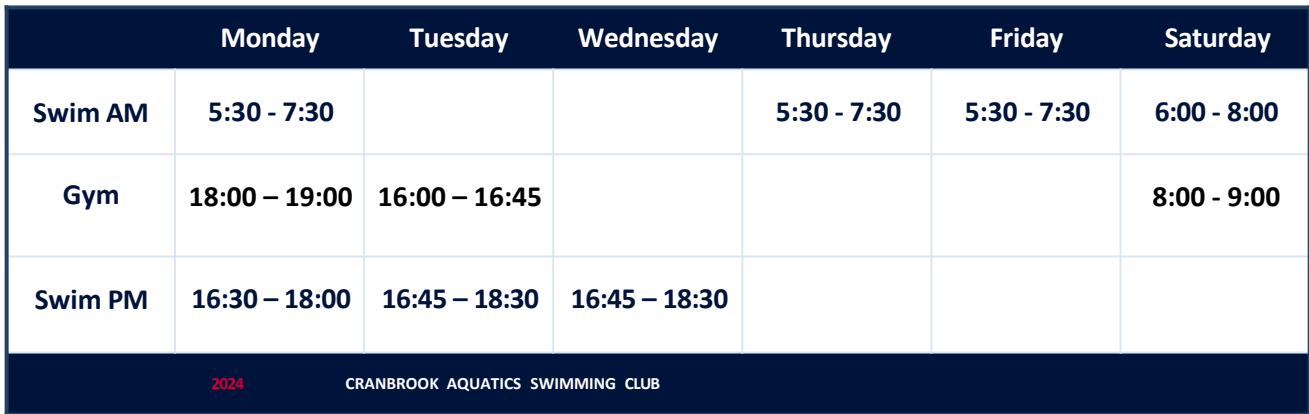 Monday Tuesday Wednesday Thursday Friday Saturday
Swim AM 5:30 - 7:30 5:30 - 7:30 5:30 - 7:30 6:00 - 8:00
Gym 18:00 – 19:00 16:00 – 16:45 8:00 - 9:00
Swim PM 16:30 – 18:00 16:45 – 18:30 16:45 – 18:30
2024 CRANBROOK AQUATICS SWIMMING CLUB